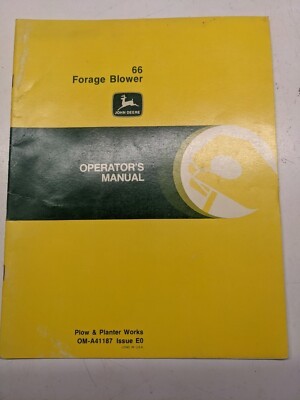 66
Forage Blower
JOHN DEERE
OPERATOR'S
MANUAL
Plow & Planter Works
OM-A41187 Issue E0